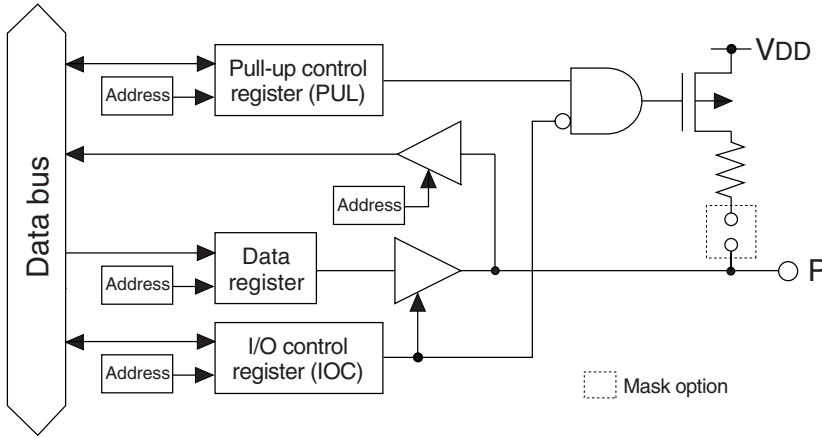 VDD
Pull-up control
register (PUL)
Address
Address
Data bus
Data
register
Address
P
I/O control
register (IOC)
Address
Mask option